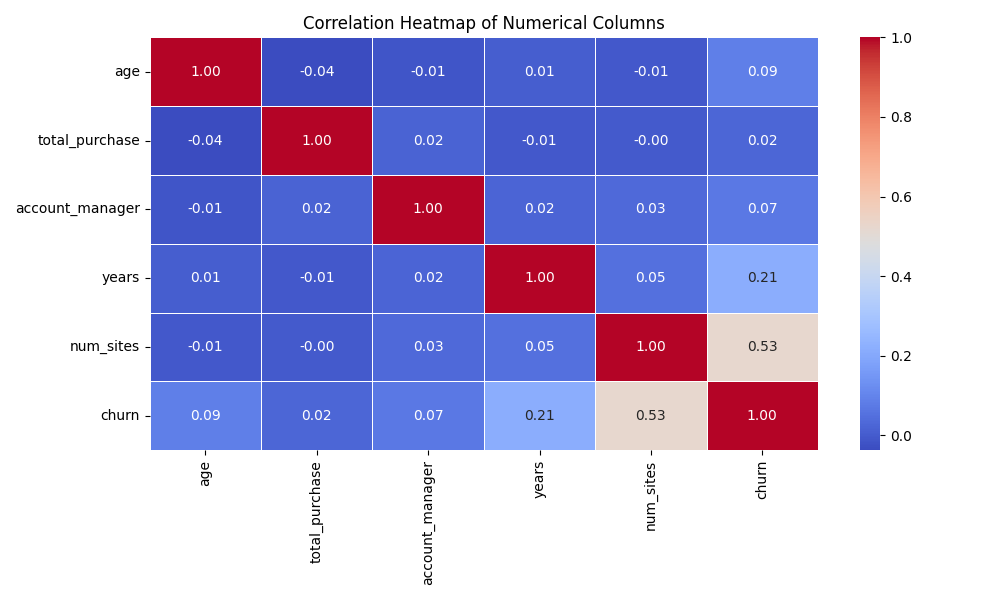 Correlation Heatmap of Numerical Columns
age 1.00 -0.04 -0.01 0.01 -0.01 0.09
total_purchase -0.04 1.00 0.02 -0.01 -0.00 0.02
account_manager -0.01 0.02 1.00 0.02 0.03 0.07
years 0.01 -0.01 0.02 1.00 0.05 0.21
num_sites -0.01 -0.00 0.03 0.05 1.00 0.53
churn 0.09 0.02 0.07 0.21 0.53 1.00
age total_purchase account_manager years num_sites churn
1.0
0.8
0.6
0.4
0.2
0.0